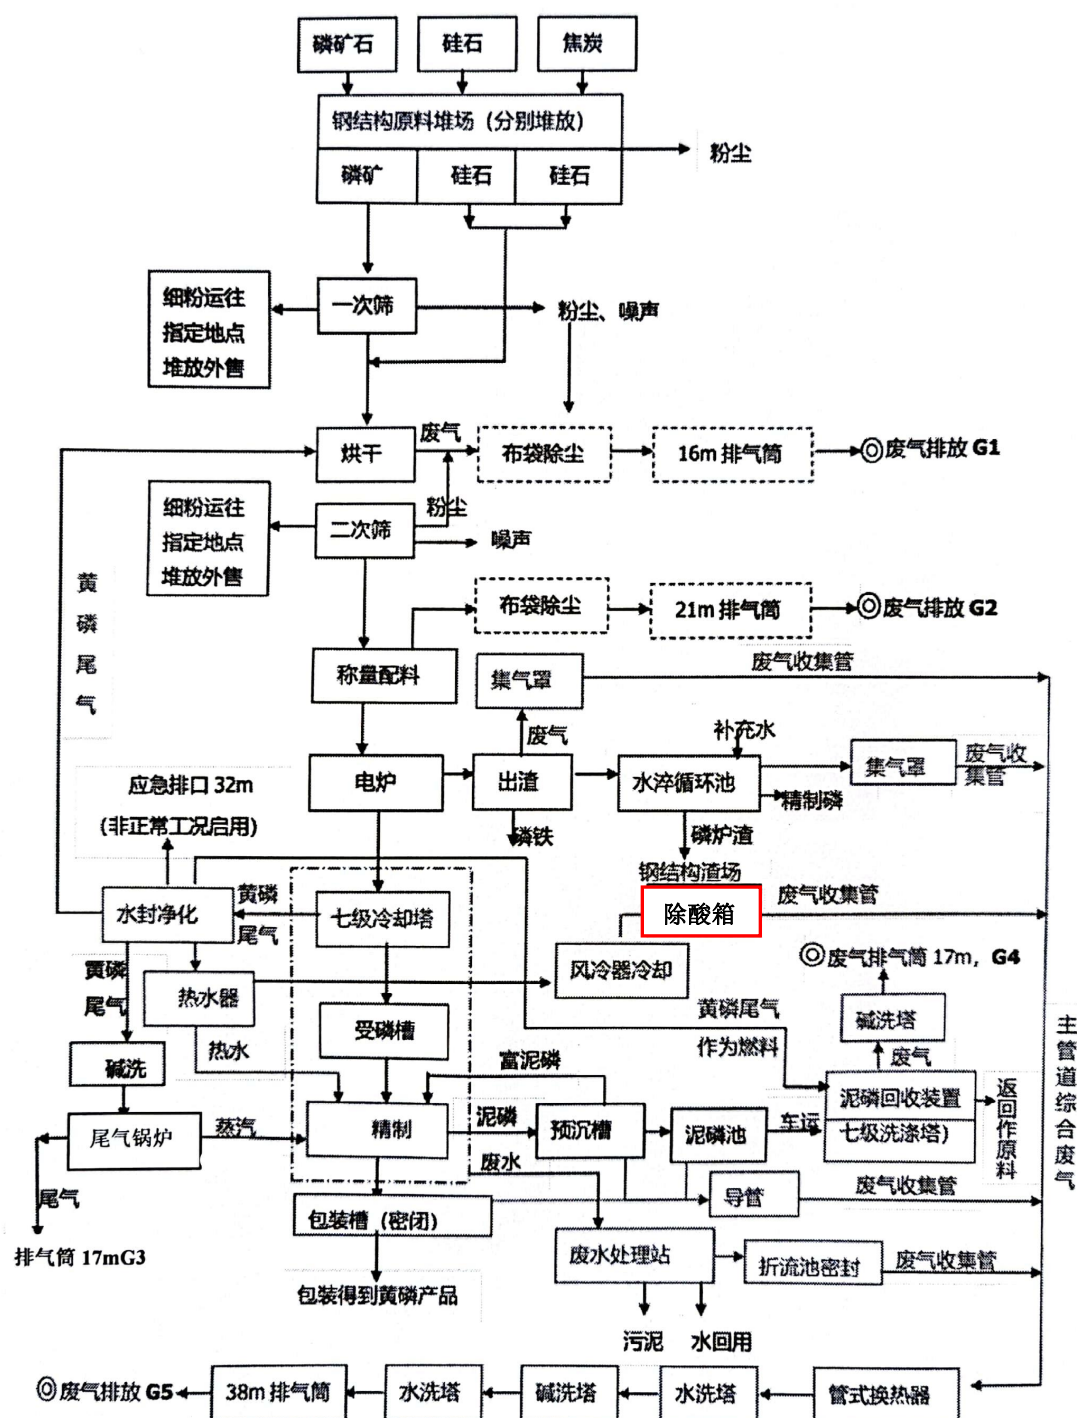 磷矿石
硅石
焦炭
钢结构原料堆场（分别堆放）
粉尘
磷矿
硅石
硅石
细粉运往
指定地点
堆放外售
一次筛
粉尘、噪声
烘干
废气
布袋除尘
16m 排气筒
废气排放 G1
细粉运往
指定地点
堆放外售
二次筛
粉尘
噪声
黄
磷
尾
气
布袋除尘
21m 排气筒
废气排放 G2
称量配料
集气罩
废气收集管
废气
补充水
电炉
出渣
水淬循环池
集气罩
废气收
集管
精制磷
应急排口 32m
（非正常工况启用）
磷铁
磷炉渣
钢结构渣场
水封净化
黄磷
尾气
七级冷却塔
除酸箱
废气收集管
黄磷
尾气
热水器
风冷器冷却
废气排气筒 17m，G4
受磷槽
黄磷尾气
作为燃料
碱洗塔
废气
主管道综合废气
碱洗
热水
富泥磷
泥磷回收装置
七级洗涤塔）
返回作原料
尾气锅炉
蒸汽
精制
泥磷
预沉槽
泥磷池
车运
废水
尾气
排气筒 17mG3
包装槽（密闭）
导管
废气收集管
废水处理站
折流池密封
废气收集管
包装得到黄磷产品
污泥
水回用
废气排放 G5
38m 排气筒
水洗塔
碱洗塔
水洗塔
管式换热器